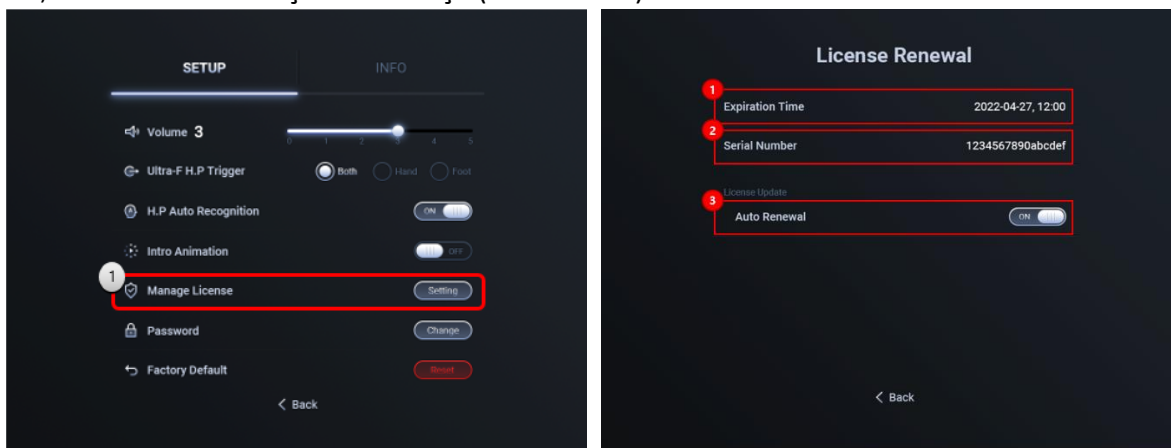 SETUP INFO
Volume 3
0 1 2 3 4 5
Ultra-F H.P Trigger Both Hand Foot
H.P Auto Recognition ON
Intro Animation OFF
1
Manage License Setting
Password Change
Factory Default Reset
< Back
License Renewal
1
Expiration Time 2022-04-27, 12:00
2
Serial Number 1234567890abcdef
License Update
3
Auto Renewal ON
< Back